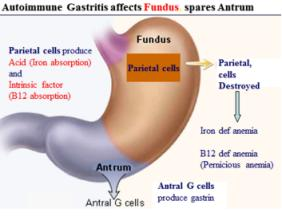 Autoimmune Gastritis affects Fundus, spares Antrum
Fundus
Parietal cells produce
Acid (Iron absorption)
and
Intrinsic factor
(B12 absorption)
Parietal cells
Parietal,
cells
Destroyed
Iron def anemia
B12 def anemia
(Pernicious anemia)
Antrum
Antral G cells
produce gastrin
Antral G cells